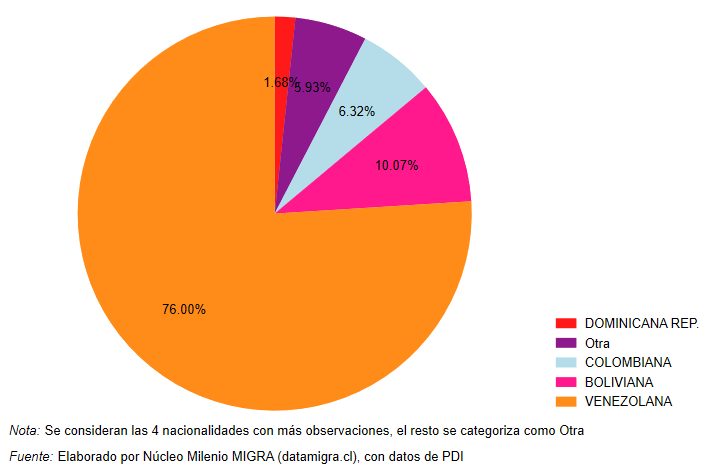 1.68%
5.93%
6.32%
10.07%
76.00%
DOMINICANA REP.
Otra
COLOMBIANA
BOLIVIANA
VENEZOLANA
Nota: Se consideran las 4 nacionalidades con más observaciones, el resto se categoriza como Otra
Fuente: Elaborado por Núcleo Milenio MIGRA (datamigra.cl), con datos de PDI